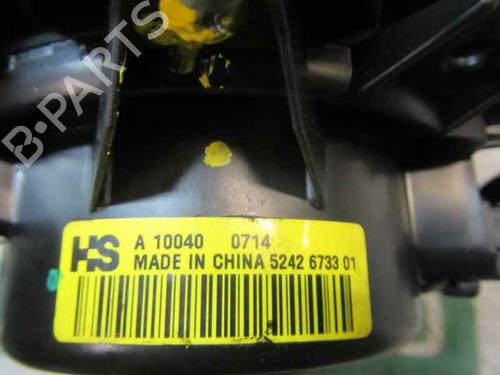 B-PARTS
HS A 10040 0714
MADE IN CHINA 5242 6733 01